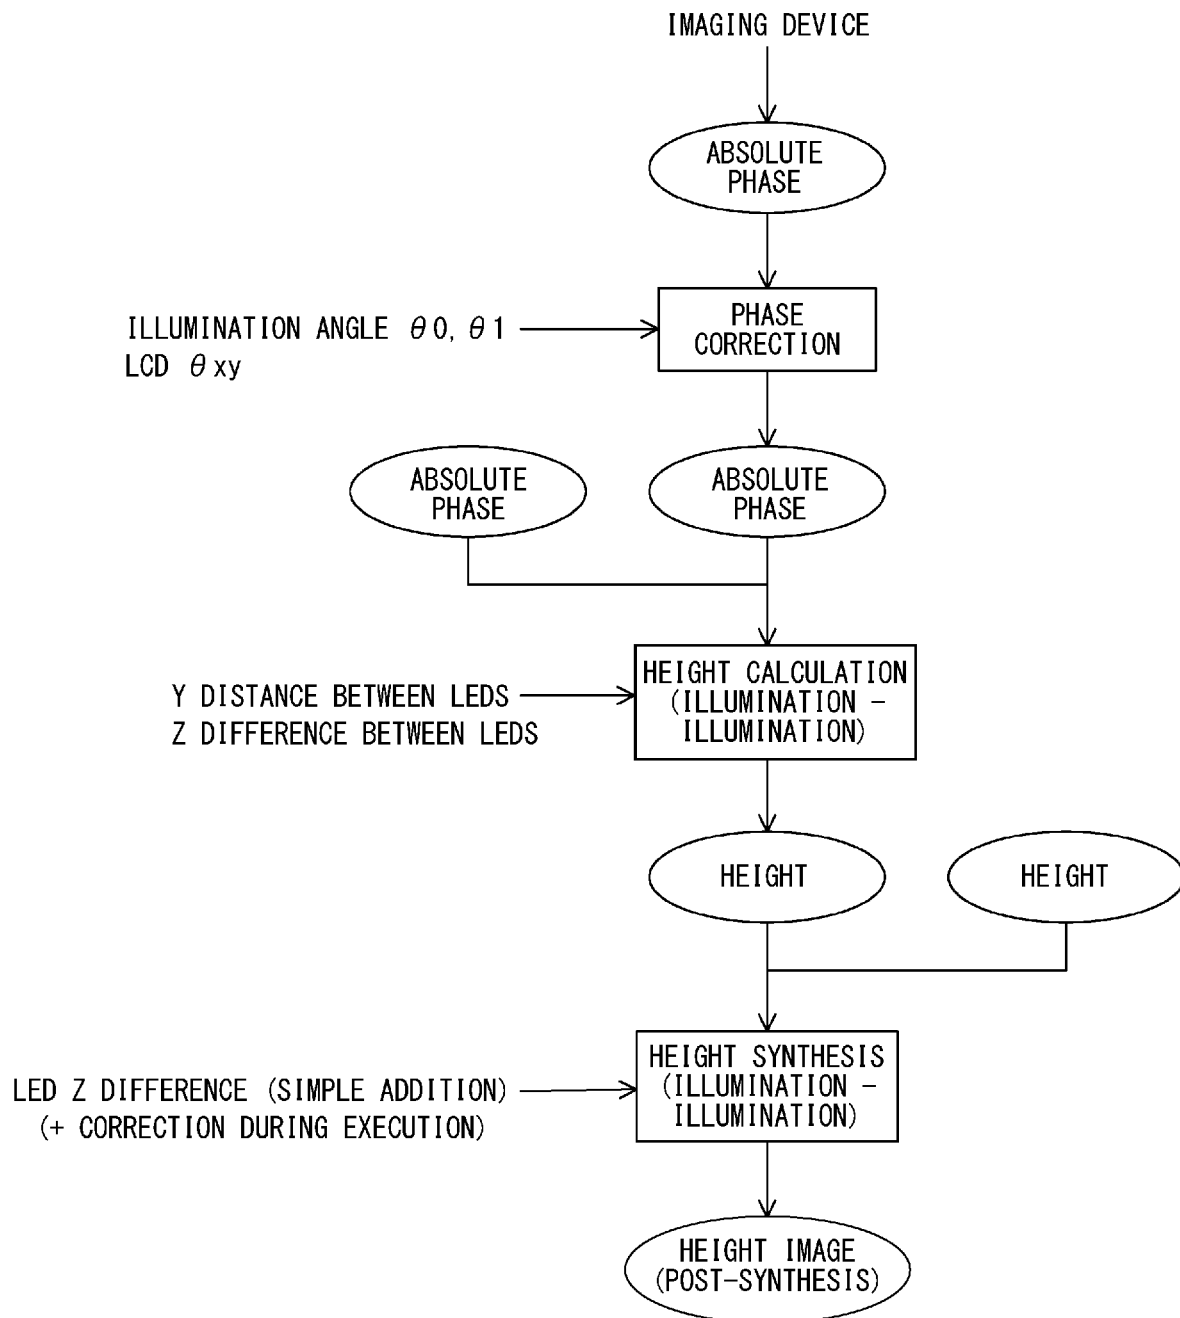 IMAGING DEVICE
ABSOLUTE
PHASE
ILLUMINATION ANGLE θ0, θ1
LCD θxy
PHASE
CORRECTION
ABSOLUTE
PHASE
ABSOLUTE
PHASE
Y DISTANCE BETWEEN LEDS
Z DIFFERENCE BETWEEN LEDS
HEIGHT CALCULATION
(ILLUMINATION -
ILLUMINATION)
HEIGHT
HEIGHT
LED Z DIFFERENCE (SIMPLE ADDITION)
(+ CORRECTION DURING EXECUTION)
HEIGHT SYNTHESIS
(ILLUMINATION -
ILLUMINATION)
HEIGHT IMAGE
(POST-SYNTHESIS)